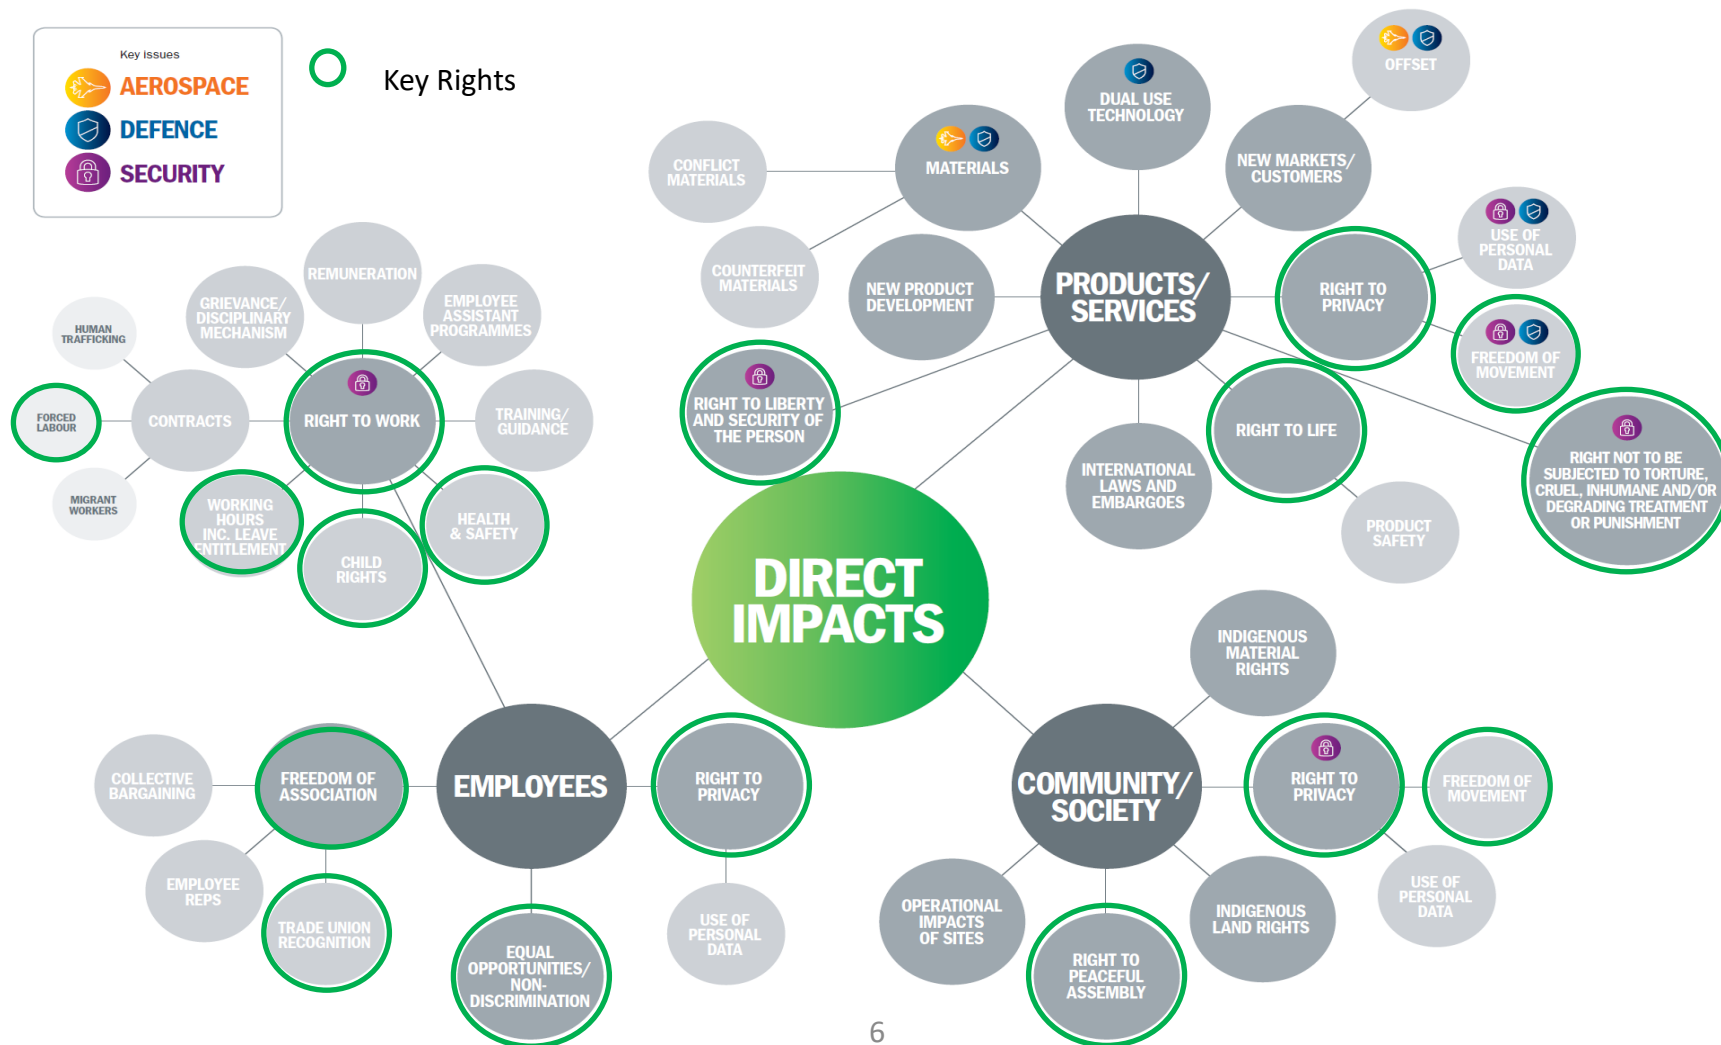 Key issues
AEROSPACE
DEFENCE
SECURITY
Key Rights
OFFSET
DUAL USE
TECHNOLOGY
MATERIALS
CONFLICT
MATERIALS
NEW MARKETS/
CUSTOMERS
COUNTERFEIT
MATERIALS
NEW PRODUCT
DEVELOPMENT
PRODUCTS/
SERVICES
RIGHT TO
PRIVACY
USE OF
PERSONAL
DATA
FREEDOM OF
MOVEMENT
RIGHT TO LIBERTY
AND SECURITY OF
THE PERSON
INTERNATIONAL
LAWS AND
EMBARGOES
RIGHT TO LIFE
PRODUCT
SAFETY
RIGHT NOT TO BE
SUBJECTED TO TORTURE,
CRUEL, INHUMANE AND/OR
DEGRADING TREATMENT
OR PUNISHMENT
REMUNERATION
GRIEVANCE/
DISCIPLINARY
MECHANISM
EMPLOYEE
ASSISTANT
PROGRAMMES
HUMAN
TRAFFICKING
FORCED
LABOUR
MIGRANT
WORKERS
CONTRACTS
RIGHT TO WORK
TRAINING/
GUIDANCE
WORKING
HOURS
INC. LEAVE
ENTITLEMENT
CHILD
RIGHTS
HEALTH
& SAFETY
DIRECT
IMPACTS
COLLECTIVE
BARGAINING
FREEDOM OF
ASSOCIATION
EMPLOYEE
REPS
TRADE UNION
RECOGNITION
EMPLOYEES
RIGHT TO
PRIVACY
EQUAL
OPPORTUNITIES/
NON-
DISCRIMINATION
USE OF
PERSONAL
DATA
INDIGENOUS
MATERIAL
RIGHTS
COMMUNITY/
SOCIETY
RIGHT TO
PRIVACY
FREEDOM OF
MOVEMENT
OPERATIONAL
IMPACTS
OF SITES
RIGHT TO
PEACEFUL
ASSEMBLY
INDIGENOUS
LAND RIGHTS
USE OF
PERSONAL
DATA
6